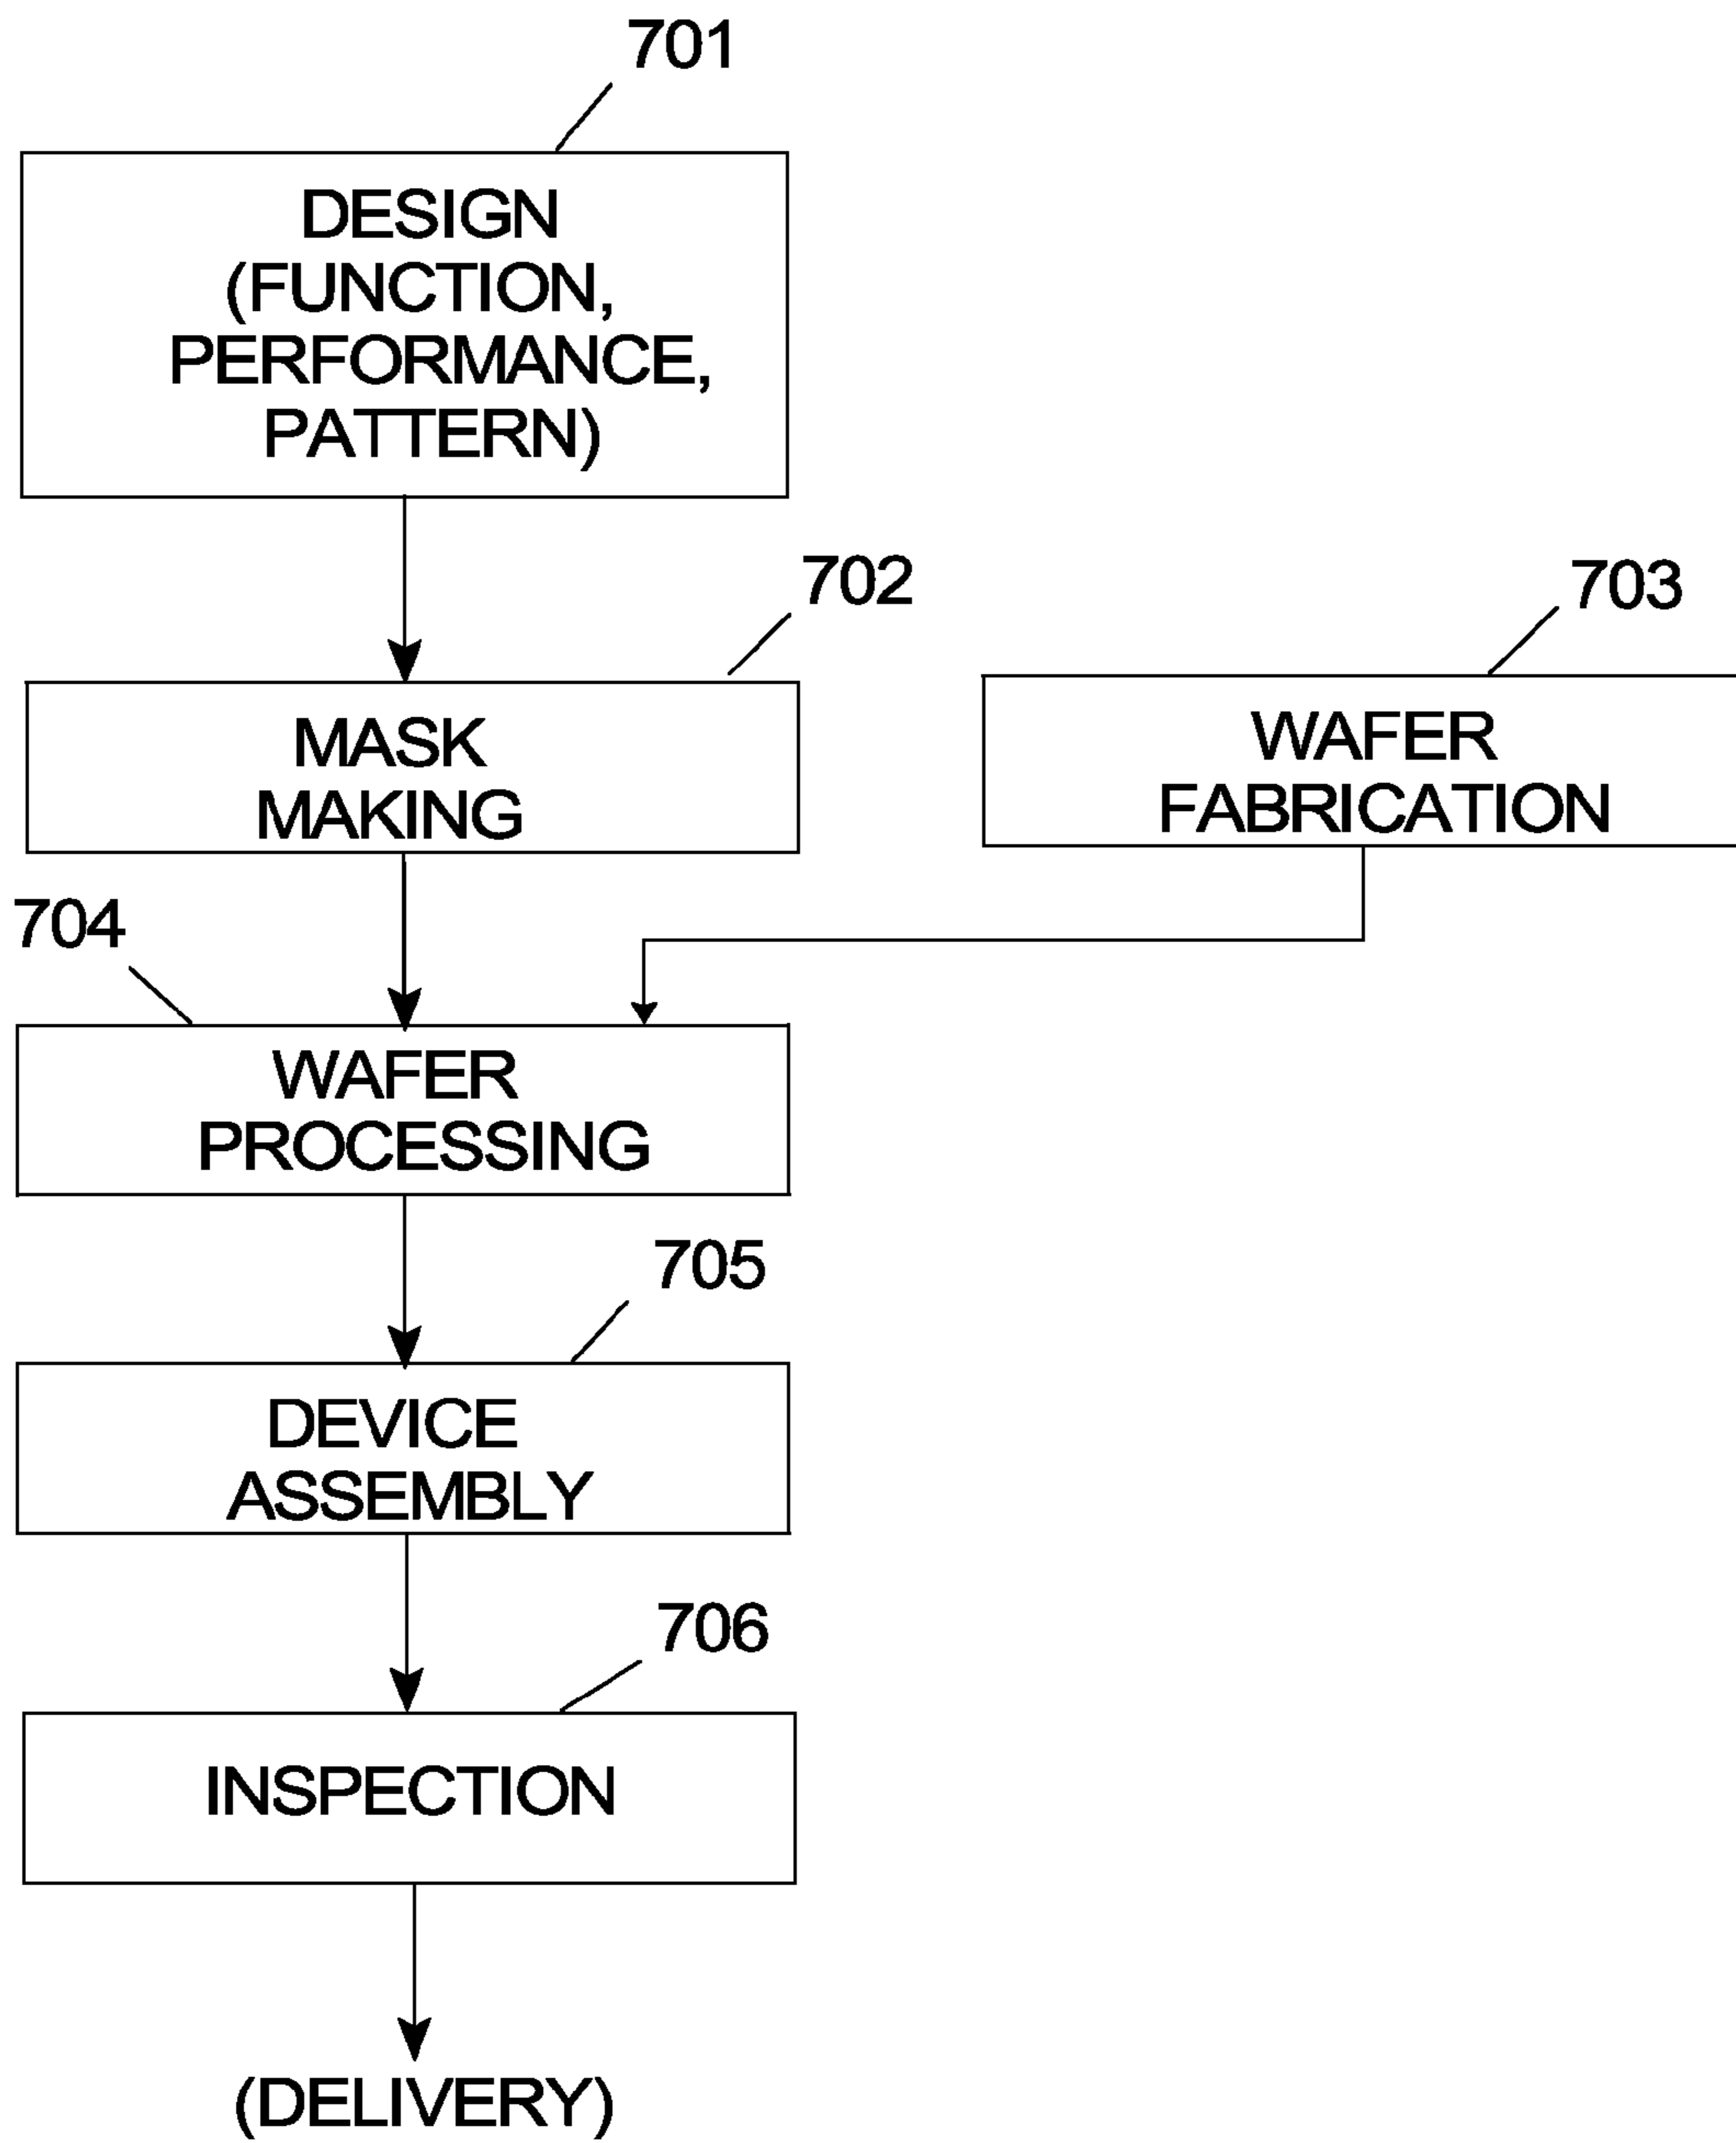 701
DESIGN
(FUNCTION,
PERFORMANCE,
PATTERN)
702
703
MASK
MAKING
WAFER
FABRICATION
704
WAFER
PROCESSING
705
DEVICE
ASSEMBLY
706
INSPECTION
(DELIVERY)